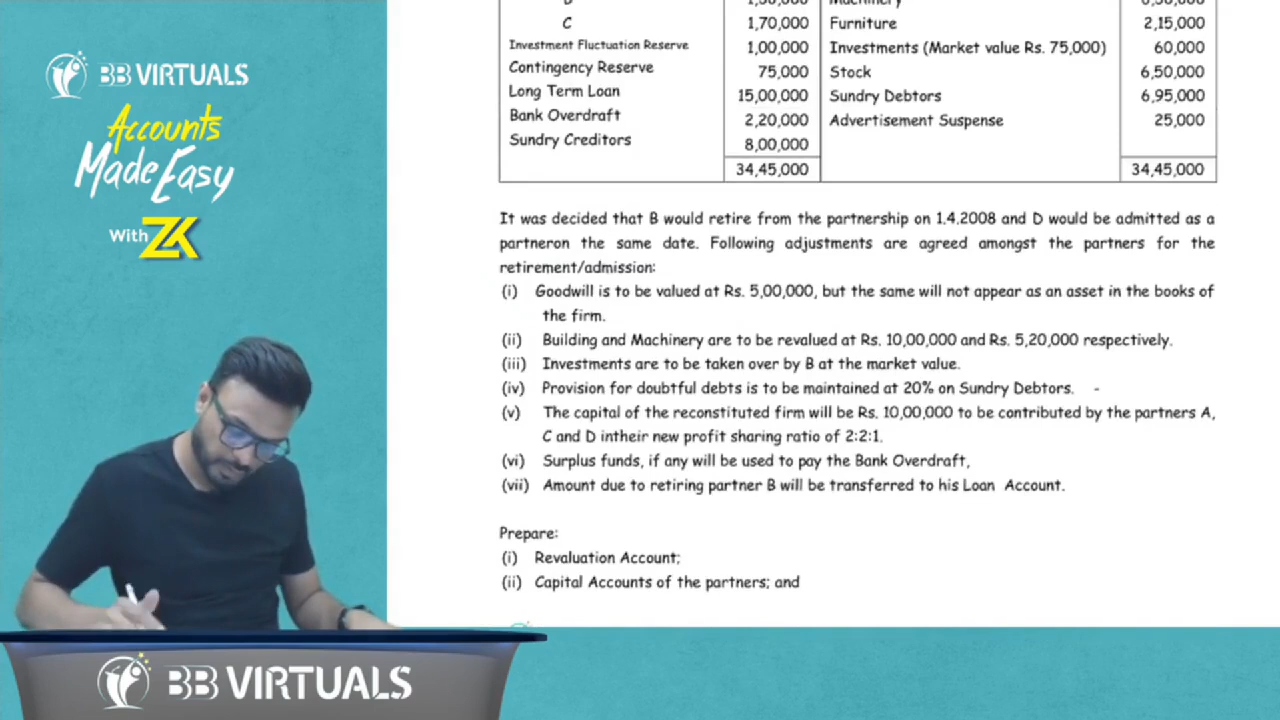 BB VIRTUALS
Accounts
Made Easy
With ZK
C 1,70,000 Furniture 2,15,000
Investment Fluctuation Reserve 1,00,000 Investments (Market value Rs. 75,000) 60,000
Contingency Reserve 75,000 Stock 6,50,000
Long Term Loan 15,00,000 Sundry Debtors 6,95,000
Bank Overdraft 2,20,000 Advertisement Suspense 25,000
Sundry Creditors 8,00,000
34,45,000 34,45,000
It was decided that B would retire from the partnership on 1.4.2008 and D would be admitted as a
partneron the same date. Following adjustments are agreed amongst the partners for the
retirement/admission:
(i) Goodwill is to be valued at Rs. 5,00,000, but the same will not appear as an asset in the books of
the firm.
(ii) Building and Machinery are to be revalued at Rs. 10,00,000 and Rs. 5,20,000 respectively.
(iii) Investments are to be taken over by B at the market value.
(iv) Provision for doubtful debts is to be maintained at 20% on Sundry Debtors. -
(v) The capital of the reconstituted firm will be Rs. 10,00,000 to be contributed by the partners A,
C and D intheir new profit sharing ratio of 2:2:1.
(vi) Surplus funds, if any will be used to pay the Bank Overdraft,
(vii) Amount due to retiring partner B will be transferred to his Loan Account.
Prepare:
(i) Revaluation Account;
(ii) Capital Accounts of the partners; and
BB VIRTUALS